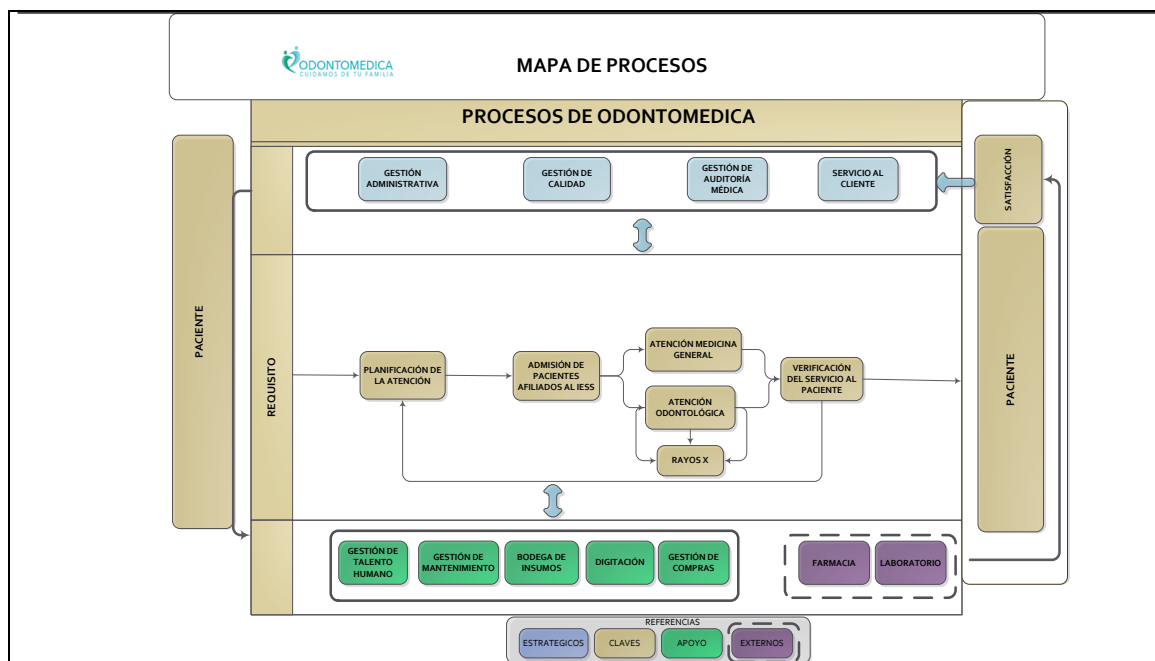 ODONTOMEDICA
CUIDAMOS DE TU FAMILIA
MAPA DE PROCESOS
PROCESOS DE ODONTOMEDICA
PACIENTE
REQUISITO
GESTIÓN
ADMINISTRATIVA
GESTIÓN
DE CALIDAD
GESTIÓN DE
AUDITORÍA
MÉDICA
SERVICIO AL
CLIENTE
SATISFACCIÓN
PLANIFICACIÓN DE
LA ATENCIÓN
ADMISIÓN DE
PACIENTES
AFILIADOS AL IESS
ATENCIÓN MEDICINA
GENERAL
ATENCIÓN
ODONTOLÓGICA
RAYOS X
VERIFICACIÓN
DEL SERVICIO AL
PACIENTE
PACIENTE
GESTIÓN DE
TALENTO
HUMANO
GESTIÓN DE
MANTENIMIENTO
BODEGA DE
INSUMOS
DIGITACIÓN
GESTIÓN DE
COMPRAS
FARMACIA
LABORATORIO
REFERENCIAS
ESTRATEGICOS
CLAVES
APOYO
EXTERNOS